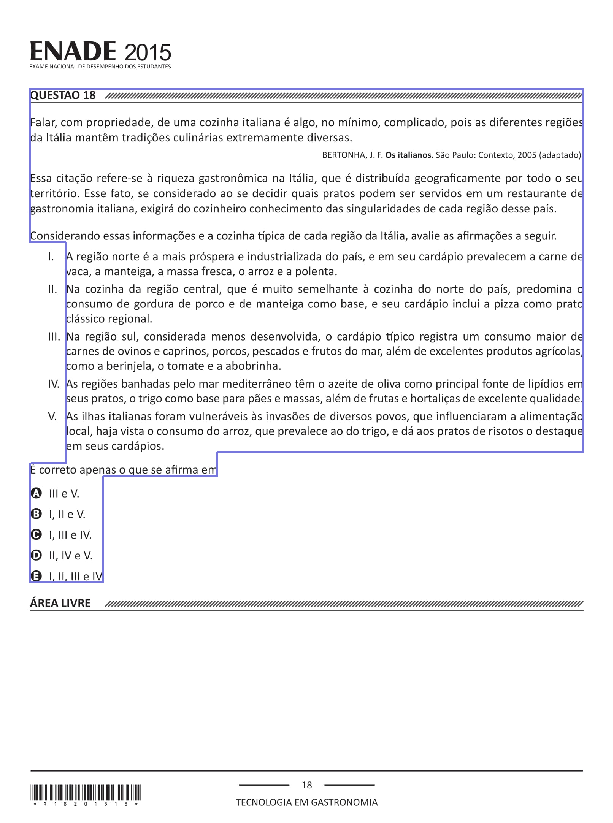 ENADE 2015
EXAME NACIONAL DE DESEMPENHO DOS ESTUDANTES
QUESTÃO 18
Falar, com propriedade, de uma cozinha italiana é algo, no mínimo, complicado, pois as diferentes regiões
da Itália mantêm tradições culinárias extremamente diversas.
BERTONHA, J. F. Os italianos. São Paulo: Contexto, 2005 (adaptado).
Essa citação refere-se à riqueza gastronômica na Itália, que é distribuída geograficamente por todo o seu
território. Esse fato, se considerado ao se decidir quais pratos podem ser servidos em um restaurante de
gastronomia italiana, exigirá do cozinheiro conhecimento das singularidades de cada região desse país.
Considerando essas informações e a cozinha típica de cada região da Itália, avalie as afirmações a seguir.
I. A região norte é a mais próspera e industrializada do país, e em seu cardápio prevalecem a carne de
vaca, a manteiga, a massa fresca, o arroz e a polenta.
II. Na cozinha da região central, que é muito semelhante à cozinha do norte do país, predomina o
consumo de gordura de porco e de manteiga como base, e seu cardápio inclui a pizza como prato
clássico regional.
III. Na região sul, considerada menos desenvolvida, o cardápio típico registra um consumo maior de
carnes de ovinos e caprinos, porcos, pescados e frutos do mar, além de excelentes produtos agrícolas,
como a berinjela, o tomate e a abobrinha.
IV. As regiões banhadas pelo mar mediterrâneo têm o azeite de oliva como principal fonte de lipídios em
seus pratos, o trigo como base para pães e massas, além de frutas e hortaliças de excelente qualidade.
V. As ilhas italianas foram vulneráveis às invasões de diversos povos, que influenciaram a alimentação
local, haja vista o consumo do arroz, que prevalece ao do trigo, e dá aos pratos de risotos o destaque
em seus cardápios.
É correto apenas o que se afirma em
A III e V.
B I, II e V.
C I, III e IV.
D II, IV e V.
E I, II, III e IV
ÁREA LIVRE
18
TECNOLOGIA EM GASTRONOMIA